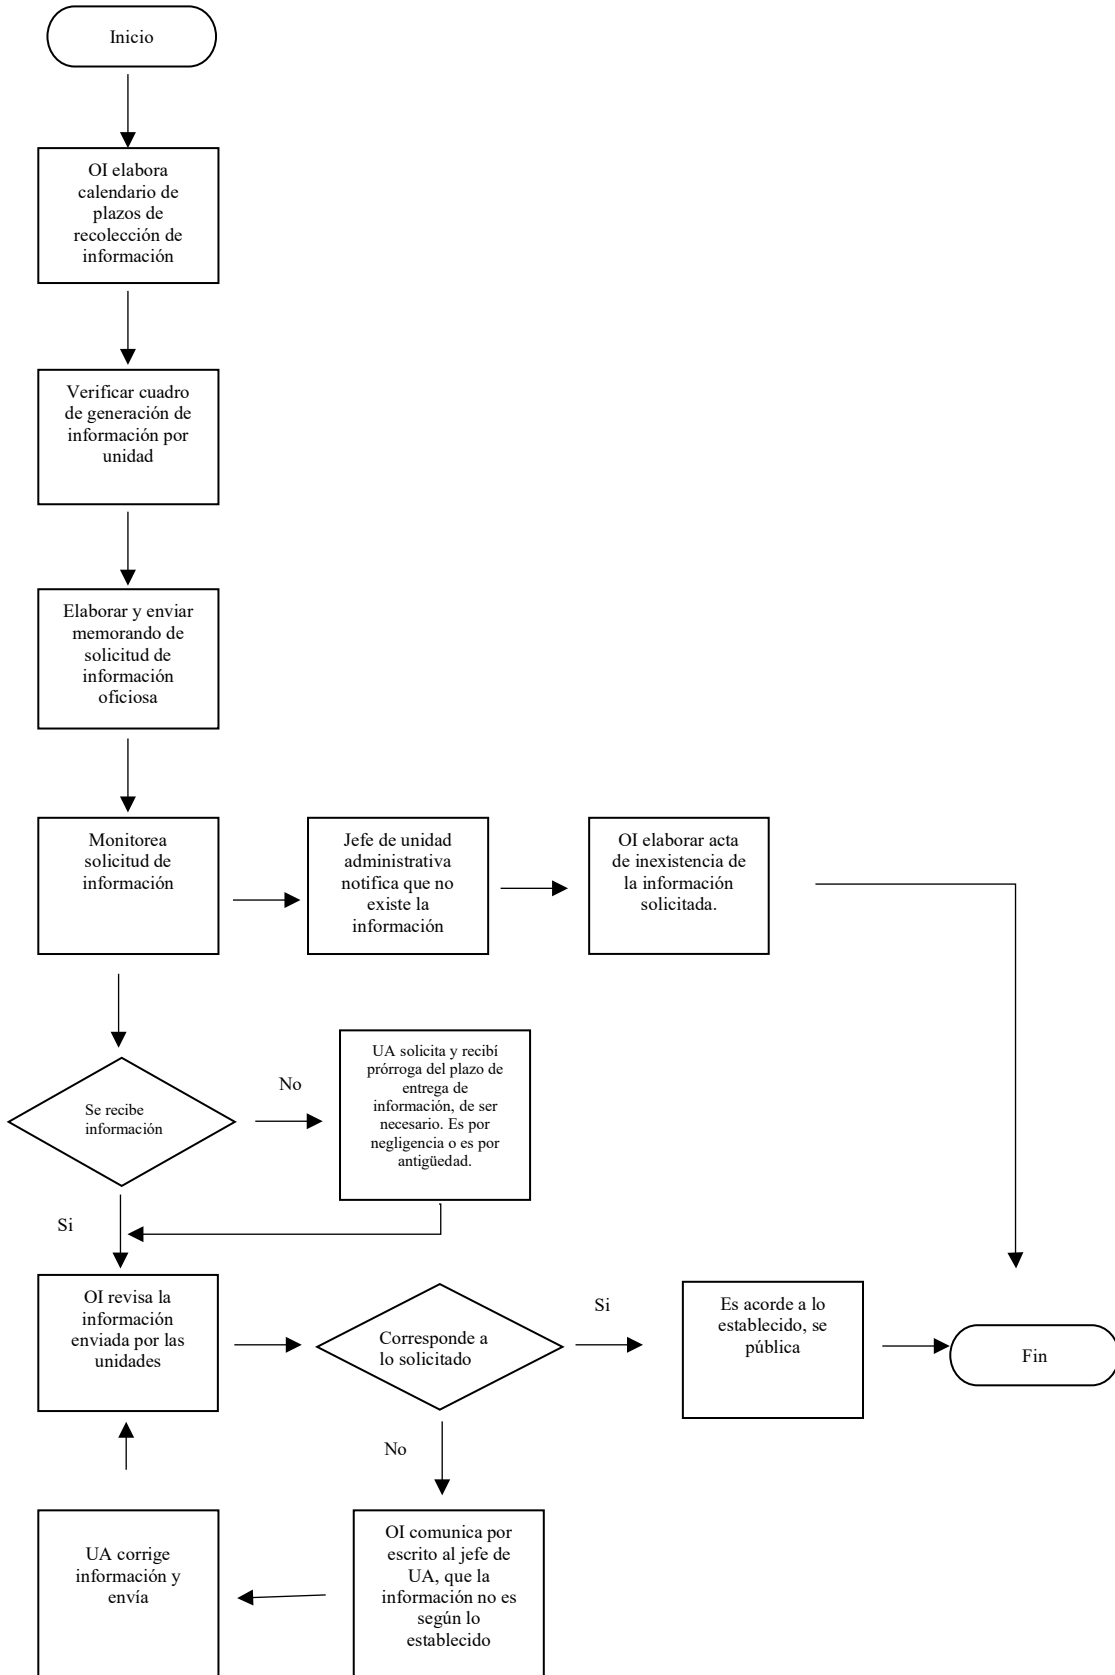 Inicio
OI elabora
calendario de
plazos de
recolección de
información
Verificar cuadro
de generación de
información por
unidad
Elaborar y enviar
memorando de
solicitud de
información
oficiosa
Monitorea
solicitud de
información
Jefe de unidad
administrativa
notifica que no
existe la
información
OI elaborar acta
de inexistencia de
la información
solicitada.
Se recibe
información
No
UA solicita y recibí
prórroga del plazo de
entrega de
información, de ser
necesario. Es por
negligencia o es por
antigüedad.
Si
OI revisa la
información
enviada por las
unidades
Corresponde a
lo solicitado
Si
Es acorde a lo
establecido, se
pública
Fin
No
UA corrige
información y
envía
OI comunica por
escrito al jefe de
UA, que la
información no es
según lo
establecido